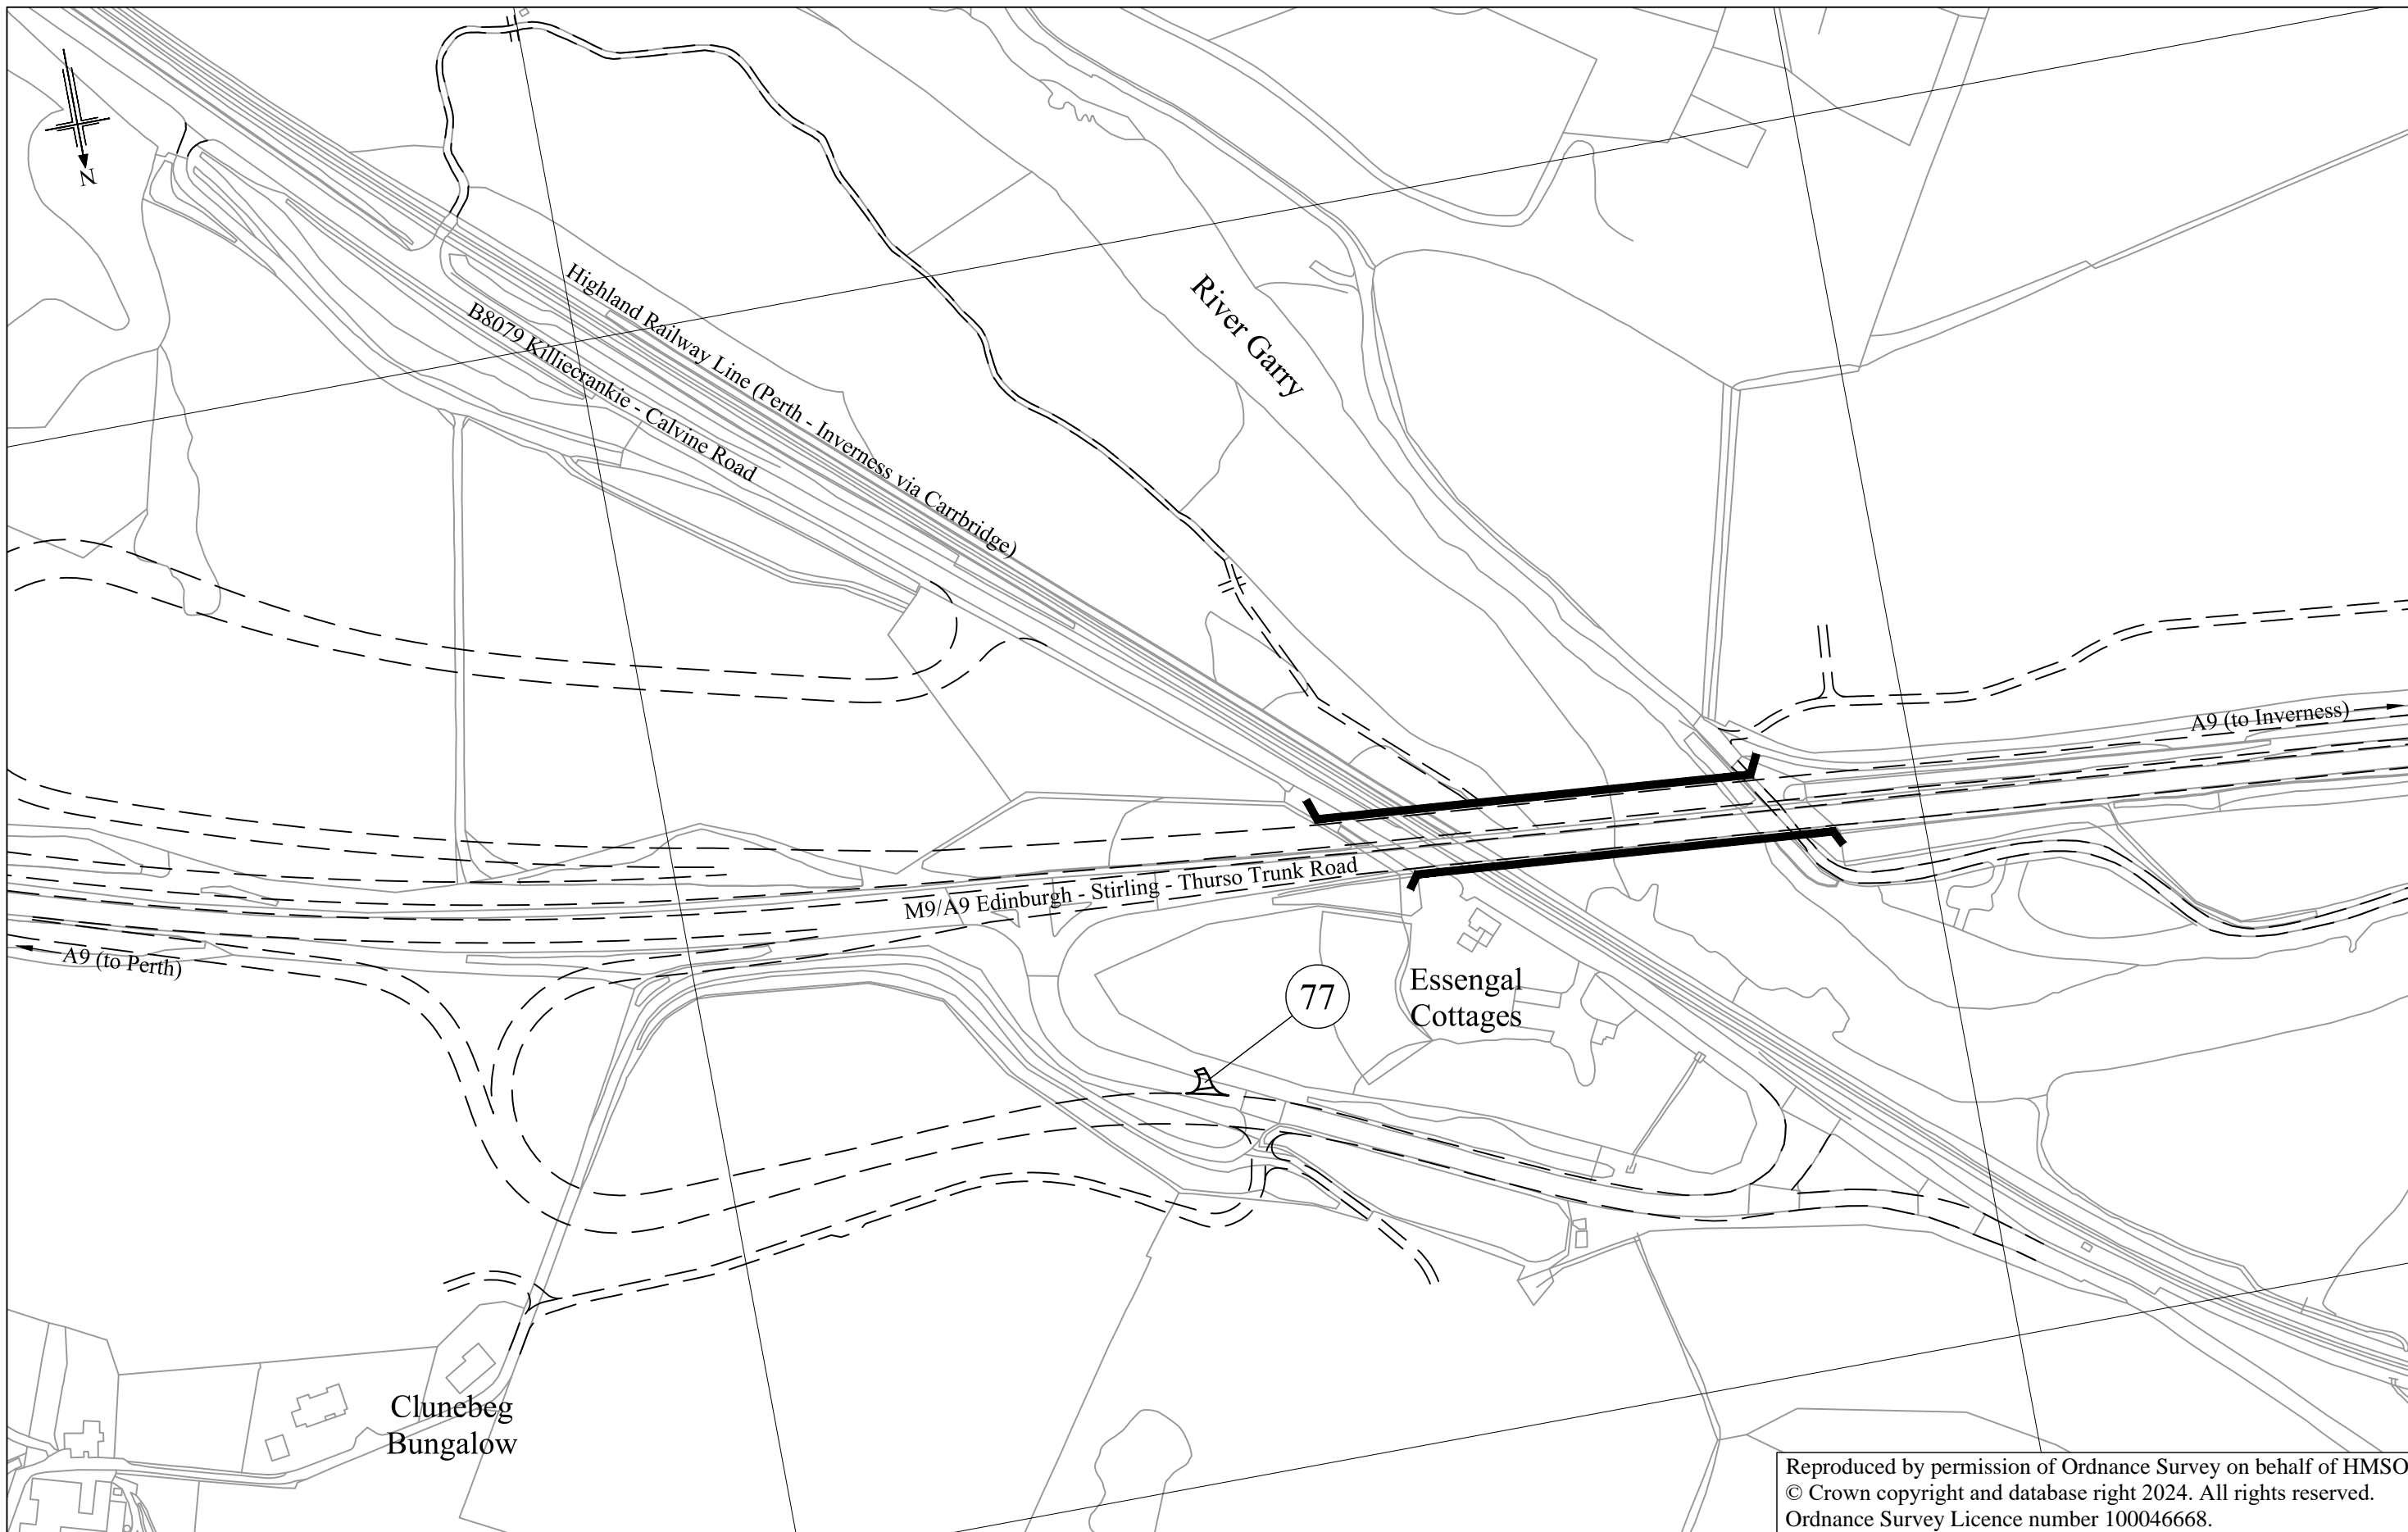 N
Highland Railway Line (Perth - Inverness via Carrbridge)
B8079 Killiecrankie - Calvine Road
River Garry
A9 (to Inverness)
M9/A9 Edinburgh - Stirling - Thurso Trunk Road
A9 (to Perth)
77
Essengal
Cottages
Clunebeg
Bungalow
Reproduced by permission of Ordnance Survey on behalf of HMSO
© Crown copyright and database right 2024. All rights reserved.
Ordnance Survey Licence number 100046668.